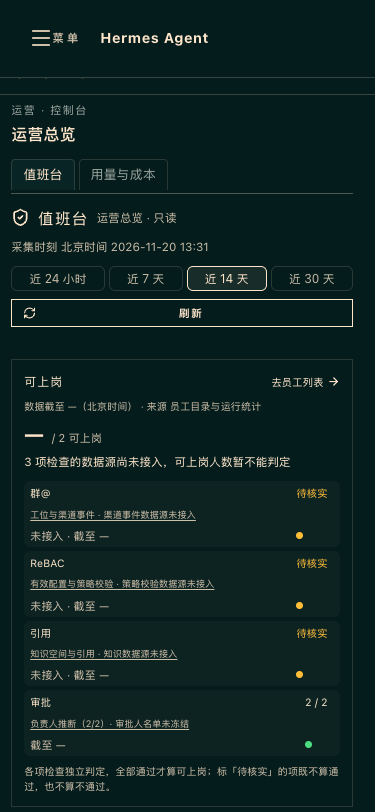 菜单 Hermes Agent
运营 · 控制台
运营总览
值班台 用量与成本
值班台 运营总览 · 只读
采集时刻 北京时间 2026-11-20 13:31
近 24 小时 近 7 天 近 14 天 近 30 天
刷新
可上岗 去员工列表 →
数据截至 —（北京时间） · 来源 员工目录与运行统计
— / 2 可上岗
3 项检查的数据源尚未接入，可上岗人数暂不能判定
群@ 待核实
工位与渠道事件 · 渠道事件数据源未接入
未接入 · 截至 —
ReBAC 待核实
有效配置与策略校验 · 策略校验数据源未接入
未接入 · 截至 —
引用 待核实
知识空间与引用 · 知识数据源未接入
未接入 · 截至 —
审批 2 / 2
负责人推断（2/2） · 审批人名单未冻结
截至 —
各项检查独立判定，全部通过才算可上岗；标「待核实」的项既不算通
过，也不算不通过。